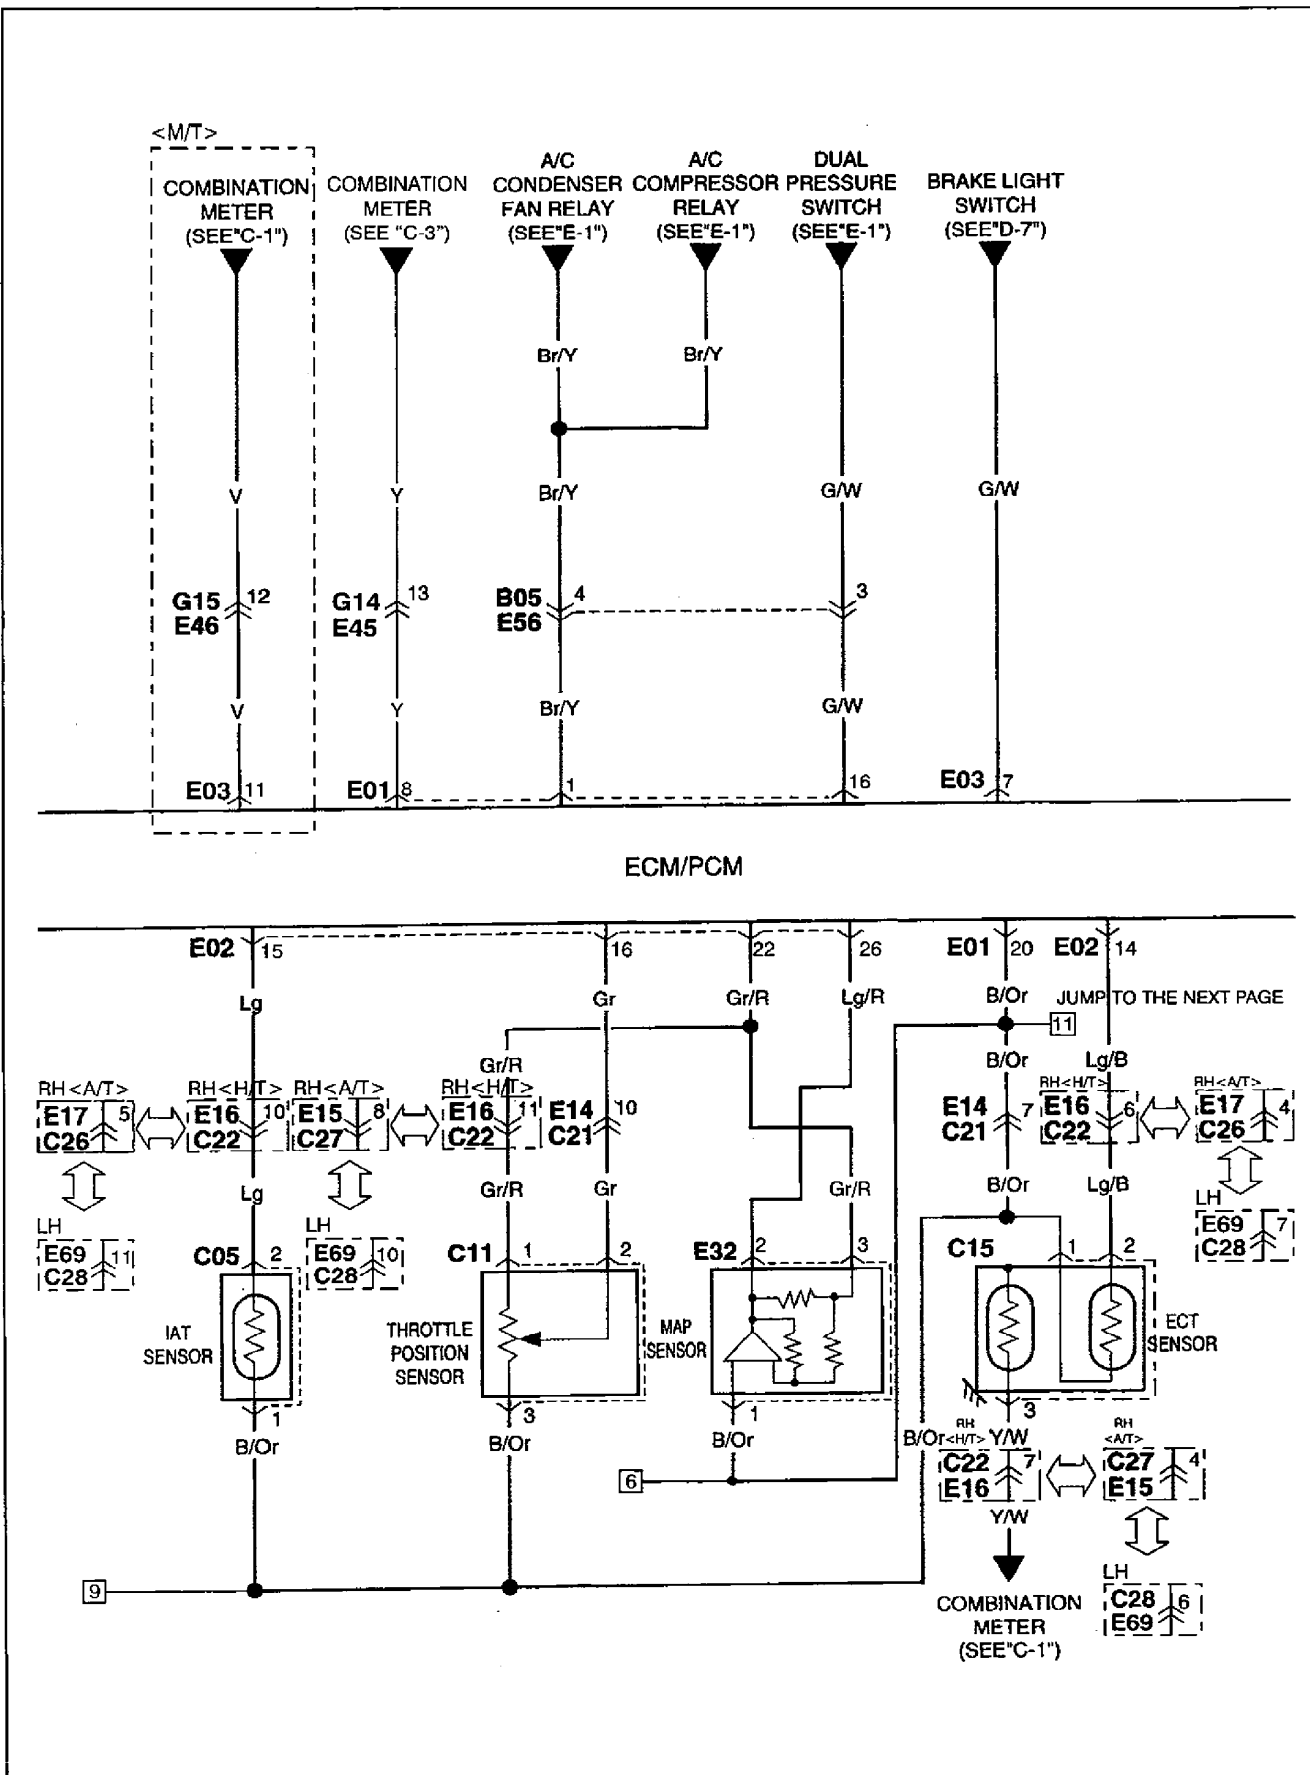 <M/T>
COMBINATION
METER
(SEE"C-1")
COMBINATION
METER
(SEE "C-3")
A/C
CONDENSER
FAN RELAY
(SEE"E-1")
A/C
COMPRESSOR
RELAY
(SEE"E-1")
DUAL
PRESSURE
SWITCH
(SEE"E-1")
BRAKE LIGHT
SWITCH
(SEE"D-7")
Br/Y
Br/Y
V
Y
Br/Y
G/W
G/W
G15
E46
12
G14
E45
13
B05
E56
4
3
V
Y
Br/Y
G/W
E03
11
E01
8
1
16
E03
7
ECM/PCM
E02
15
16
22
26
E01
20
E02
14
Lg
Gr
Gr/R
Lg/R
B/Or
JUMP TO THE NEXT PAGE
11
Gr/R
B/Or
Lg/B
RH<A/T>
E17
C26
5
RH<H/T>
E16
C22
10
RH<A/T>
E15
C27
8
RH<H/T>
E16
C22
11
E14
C21
10
E14
C21
7
RH<H/T>
E16
C22
6
RH<A/T>
E17
C26
4
Lg
Gr/R
Gr
Gr/R
B/Or
Lg/B
LH
E69
C28
11
C05
2
LH
E69
C28
10
C11
1
2
E32
2
3
C15
1
2
LH
E69
C28
7
IAT
SENSOR
THROTTLE
POSITION
SENSOR
MAP
SENSOR
ECT
SENSOR
1
B/Or
3
B/Or
1
B/Or
3
B/Or
RH
<H/T>
Y/W
RH
<A/T>
C22
E16
7
C27
E15
4
6
Y/W
9
LH
C28
E69
6
COMBINATION
METER
(SEE"C-1")